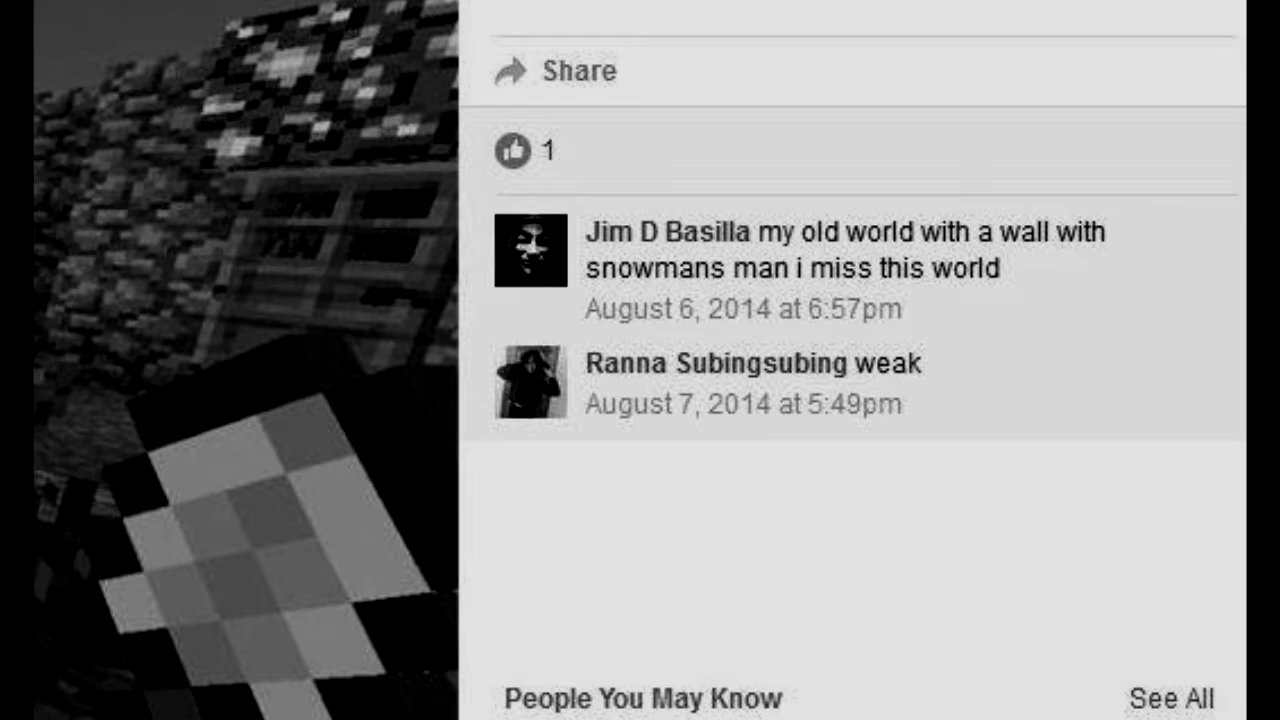 Share
1
Jim D Basilla my old world with a wall with
snowmans man i miss this world
August 6, 2014 at 6:57pm
Ranna Subingsubing weak
August 7, 2014 at 5:49pm
People You May Know
See All